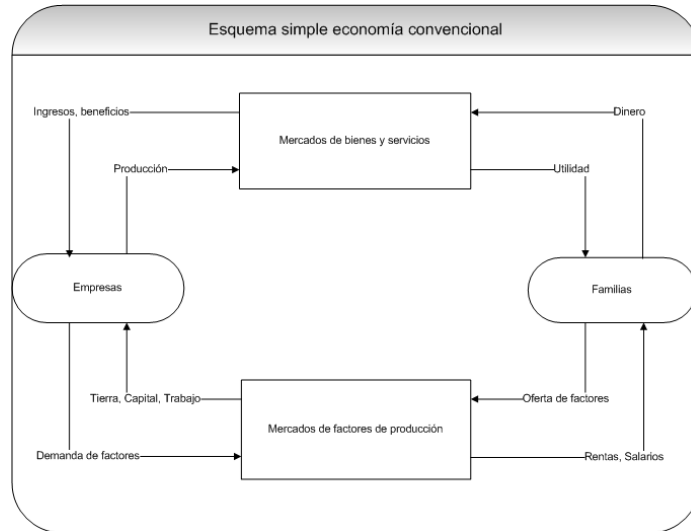 Esquema simple economía convencional
Ingresos, beneficios
Dinero
Mercados de bienes y servicios
Producción
Utilidad
Empresas
Familias
Tierra, Capital, Trabajo
Oferta de factores
Mercados de factores de producción
Demanda de factores
Rentas, Salarios